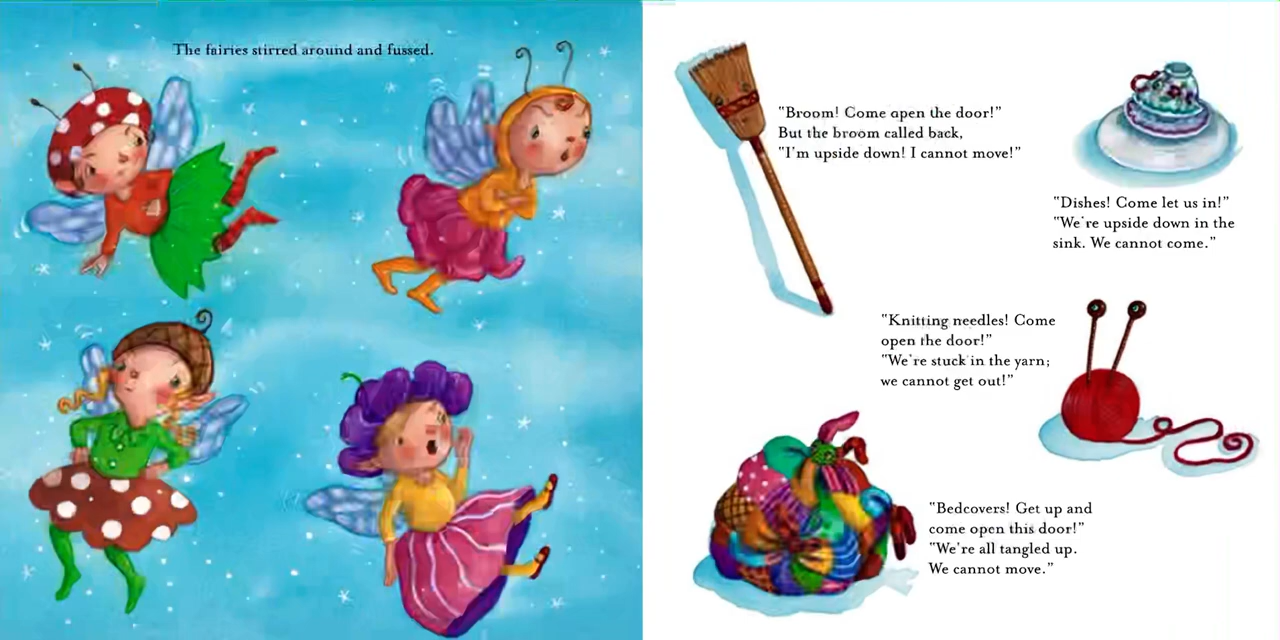 The fairies stirred around and fussed.
"Broom! Come open the door!"
But the broom called back,
"I'm upside down! I cannot move!"
"Dishes! Come let us in!"
"We're upside down in the
sink. We cannot come."
"Knitting needles! Come
open the door!"
"We're stuck in the yarn;
we cannot get out!"
"Bedcovers! Get up and
come open this door!"
"We're all tangled up.
We cannot move."